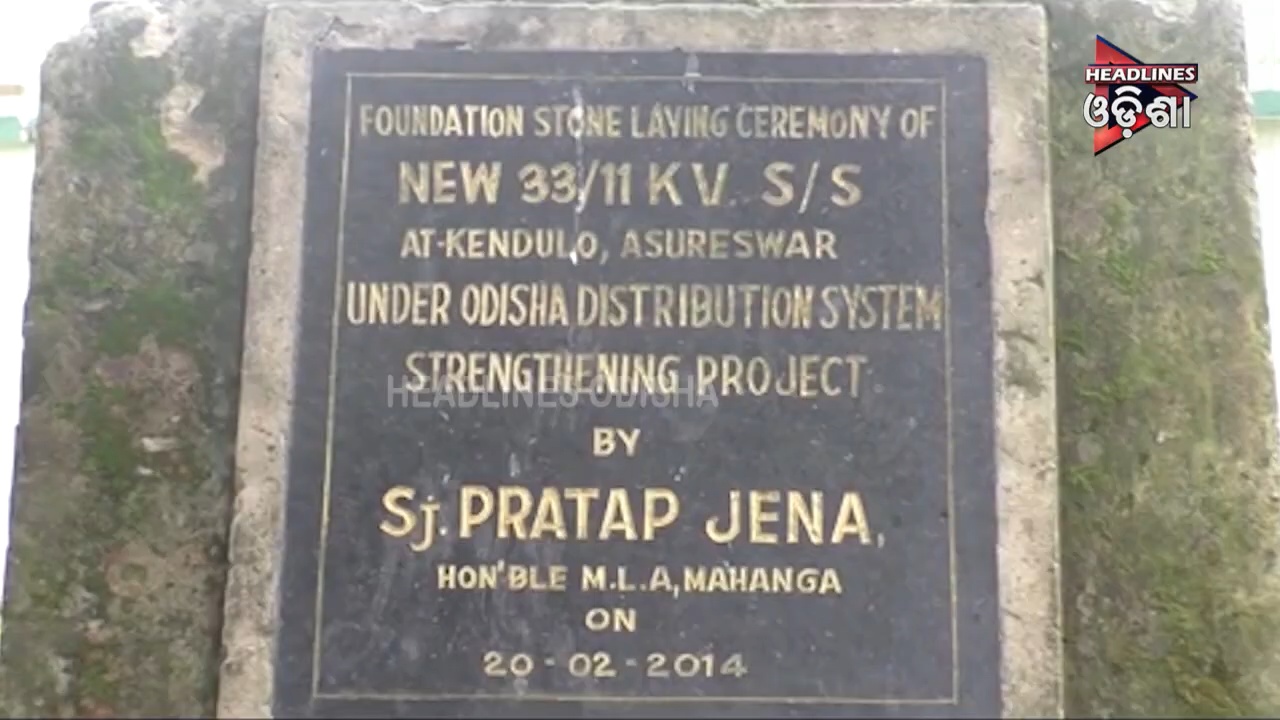 HEADLINES
ଓଡ଼ିଶା
FOUNDATION STONE LAYING CEREMONY OF
NEW 33/11 KV. S/S
AT-KENDULO, ASURESWAR
UNDER ODISHA DISTRIBUTION SYSTEM
STRENGTHENING PROJECT
HEADLINES ODISHA
BY
Sj. PRATAP JENA,
HON'BLE M.L.A, MAHANGA
ON
20-02-2014